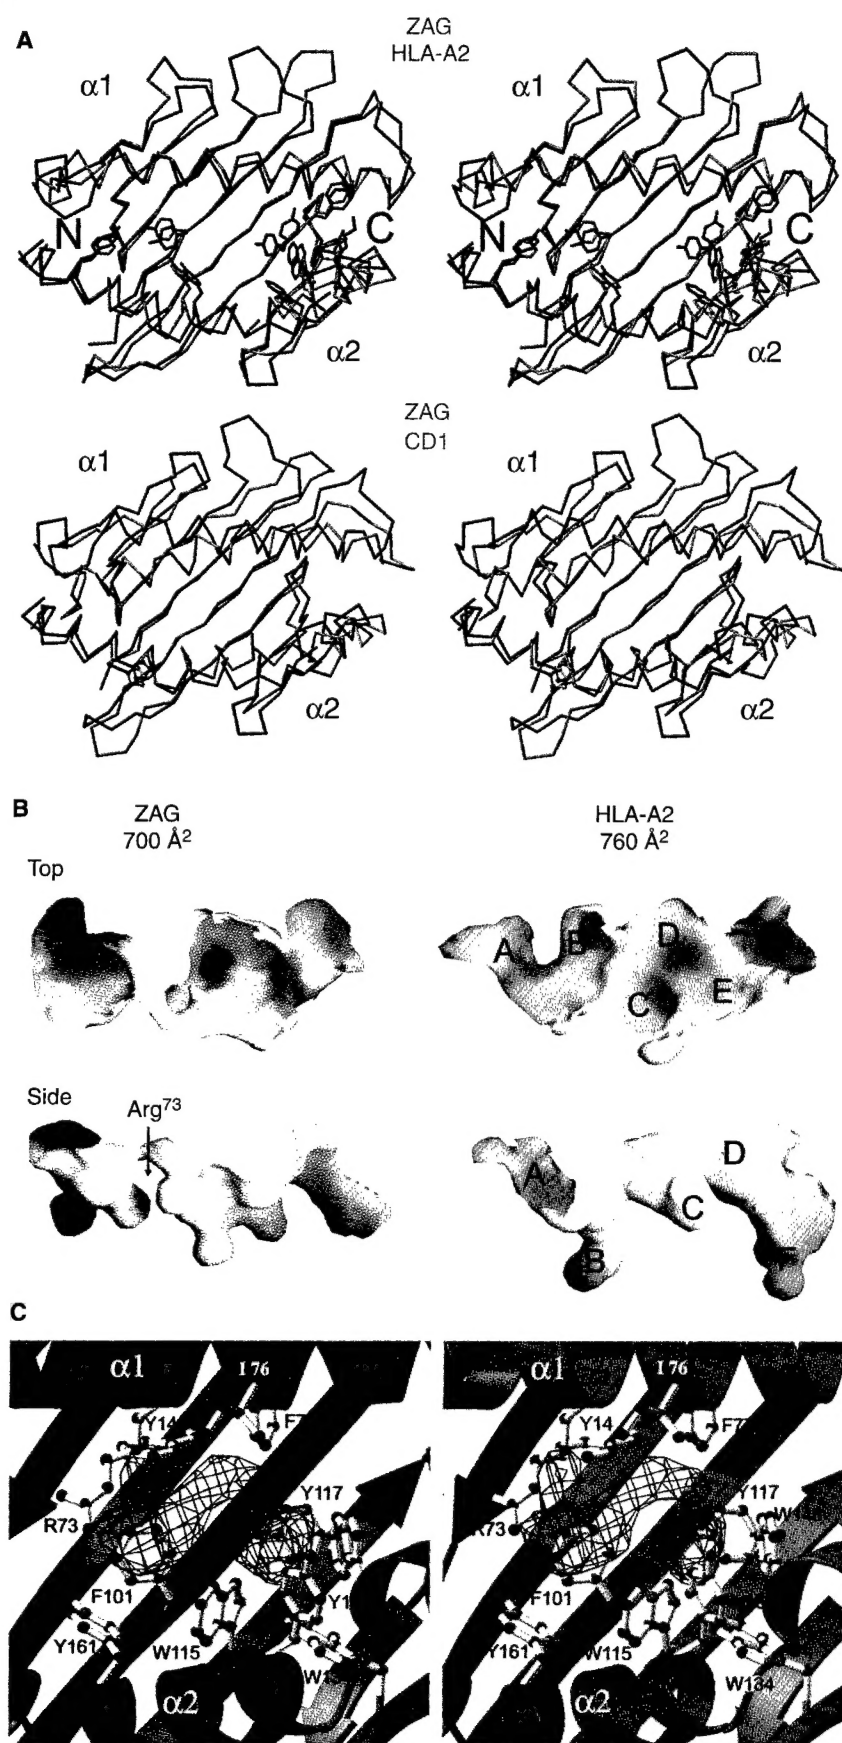 A
ZAG
HLA-A2
α1
α1
N
C
N
C
α2
α2
ZAG
CD1
α1
α1
α2
α2
B
ZAG
700 Å²
HLA-A2
760 Å²
Top
A
B
D
C
E
Side
Arg⁷³
A
B
C
D
C
α1
I 76
Y14
Y117
R73
F101
Y161
W115
α2
α1
I 76
Y14
Y117
R73
F101
Y161
W115
W134
α2